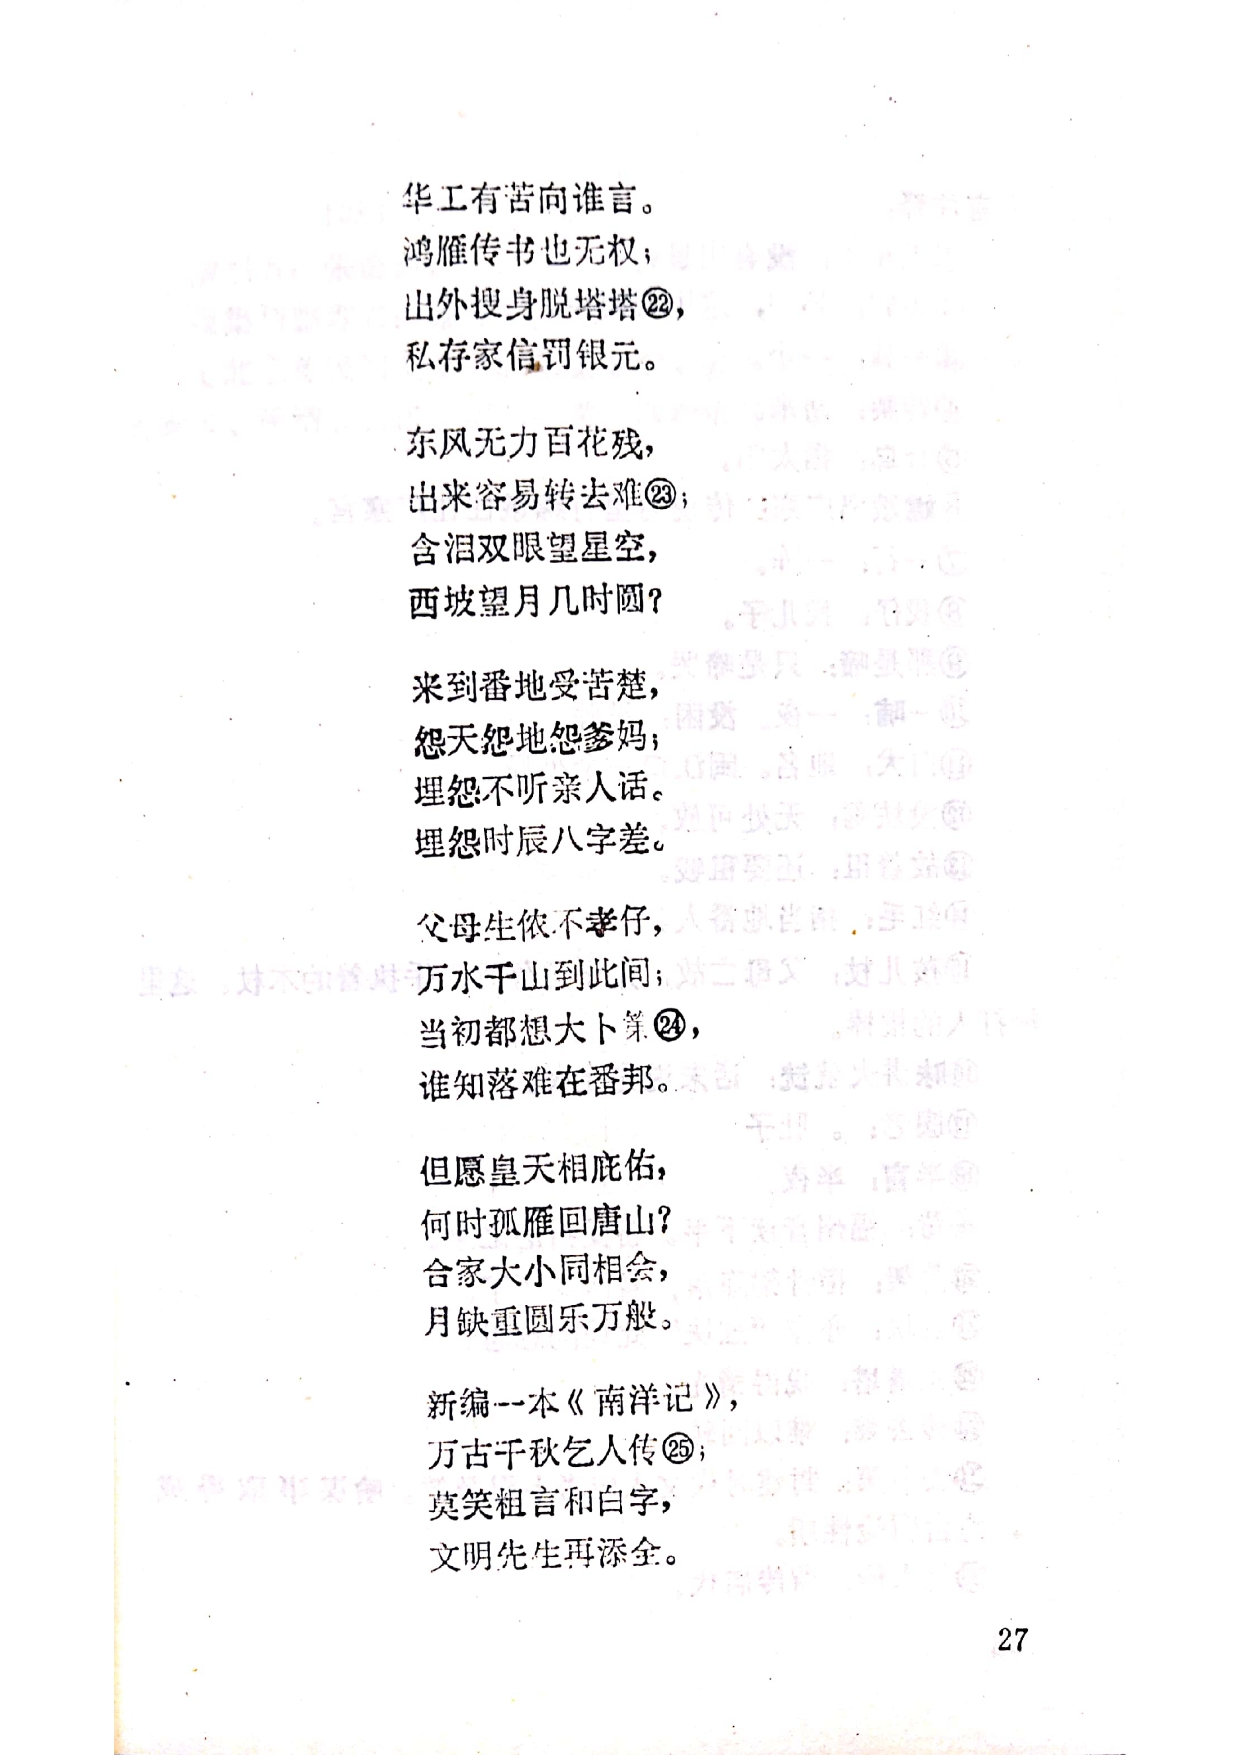 华工有苦向谁言。
鸿雁传书也无权；
出外搜身脱塔塔㉒，
私存家信罚银元。
东风无力百花残，
出来容易转去难㉓；
含泪双眼望星空，
西坡望月几时圆？
来到番地受苦楚，
怨天怨地怨爹妈；
埋怨不听亲人话。
埋怨时辰八字差。
父母生侬不孝仔，
万水千山到此间；
当初都想大卜第㉔，
谁知落难在番邦。
但愿皇天相庇佑，
何时孤雁回唐山？
合家大小同相会，
月缺重圆乐万般。
新编一本《南洋记》，
万古千秋乞人传㉕；
莫笑粗言和白字，
文明先生再添全。
27